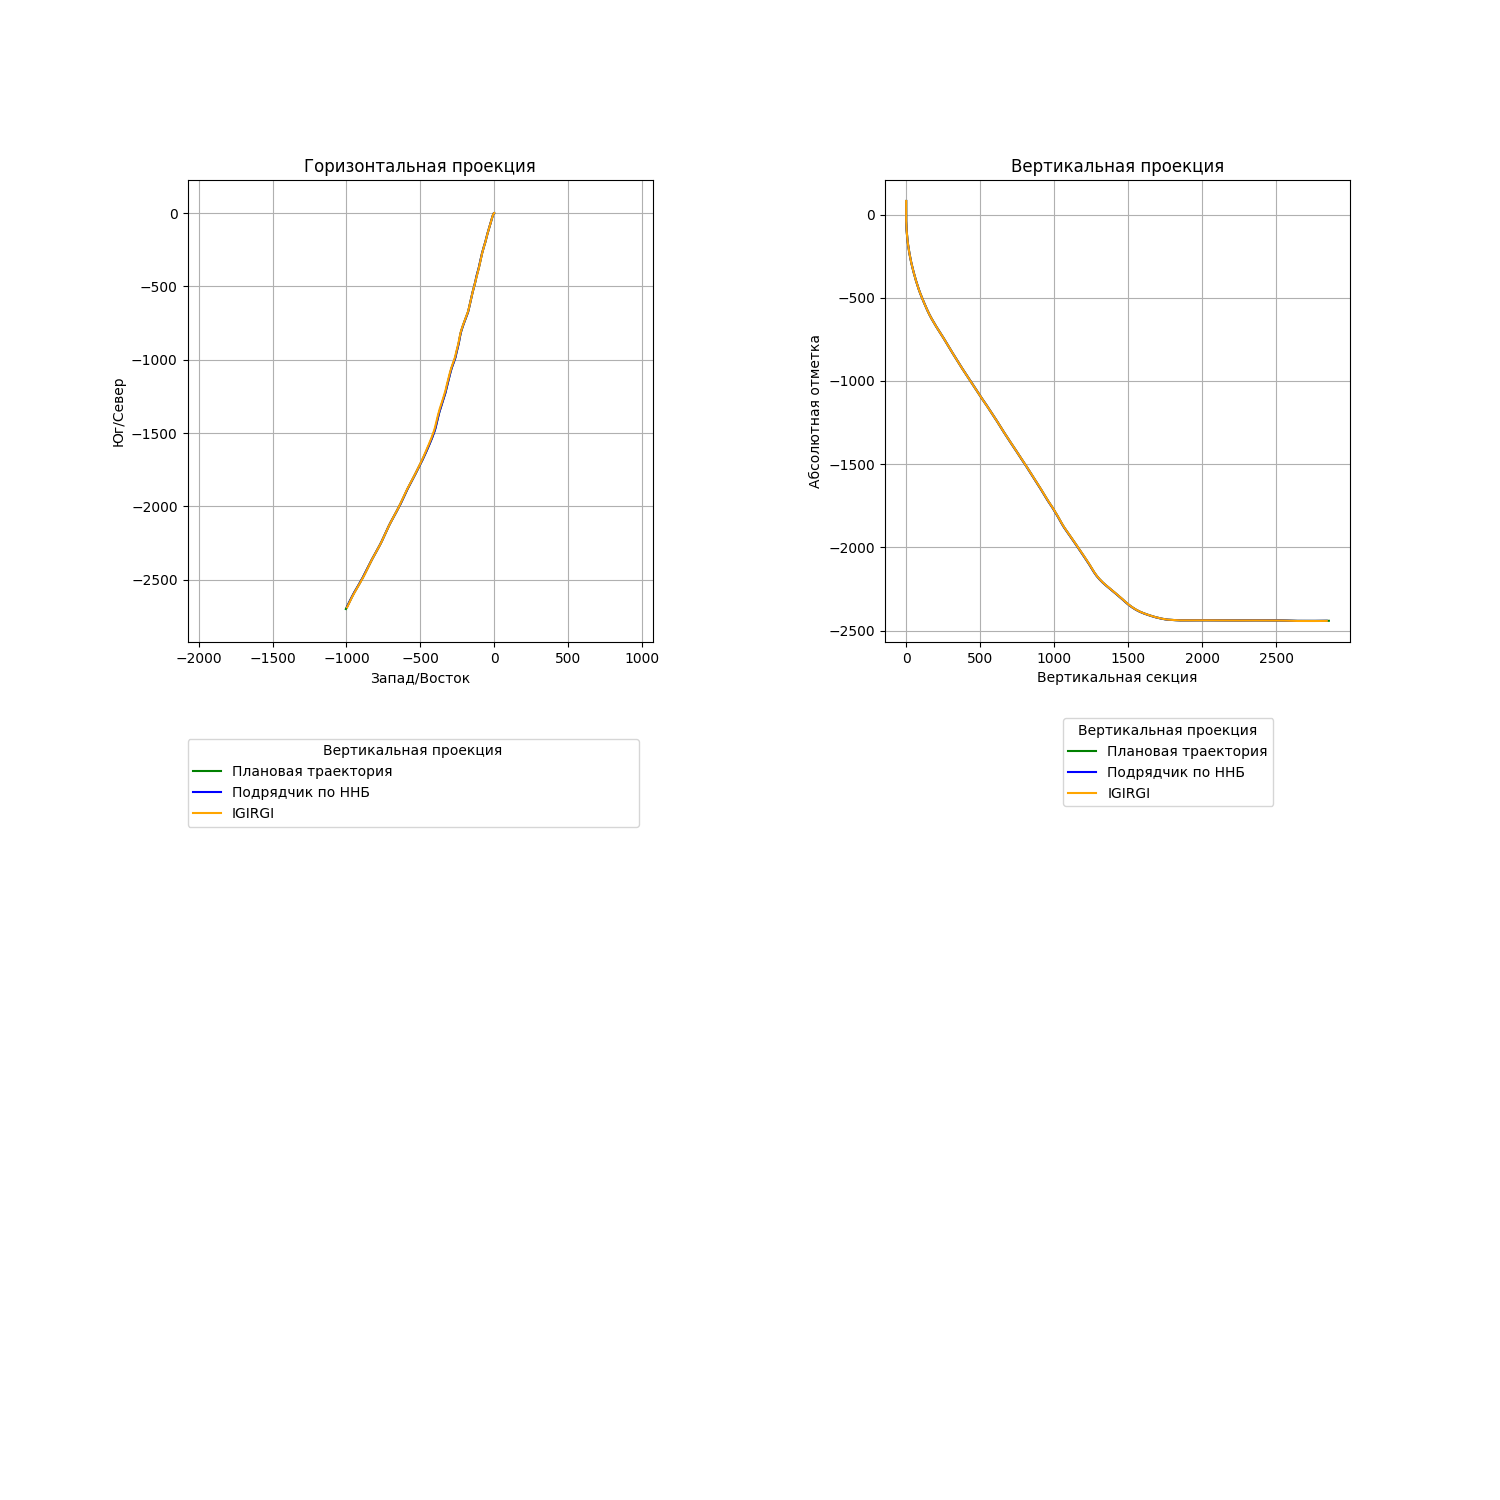 Горизонтальная проекция
0
−500
−1000
−1500
−2000
−2500
Юг/Север
−2000 −1500 −1000 −500 0 500 1000
Запад/Восток
Вертикальная проекция
Плановая траектория
Подрядчик по ННБ
IGIRGI
Вертикальная проекция
0
−500
−1000
−1500
−2000
−2500
Абсолютная отметка
0 500 1000 1500 2000 2500
Вертикальная секция
Вертикальная проекция
Плановая траектория
Подрядчик по ННБ
IGIRGI